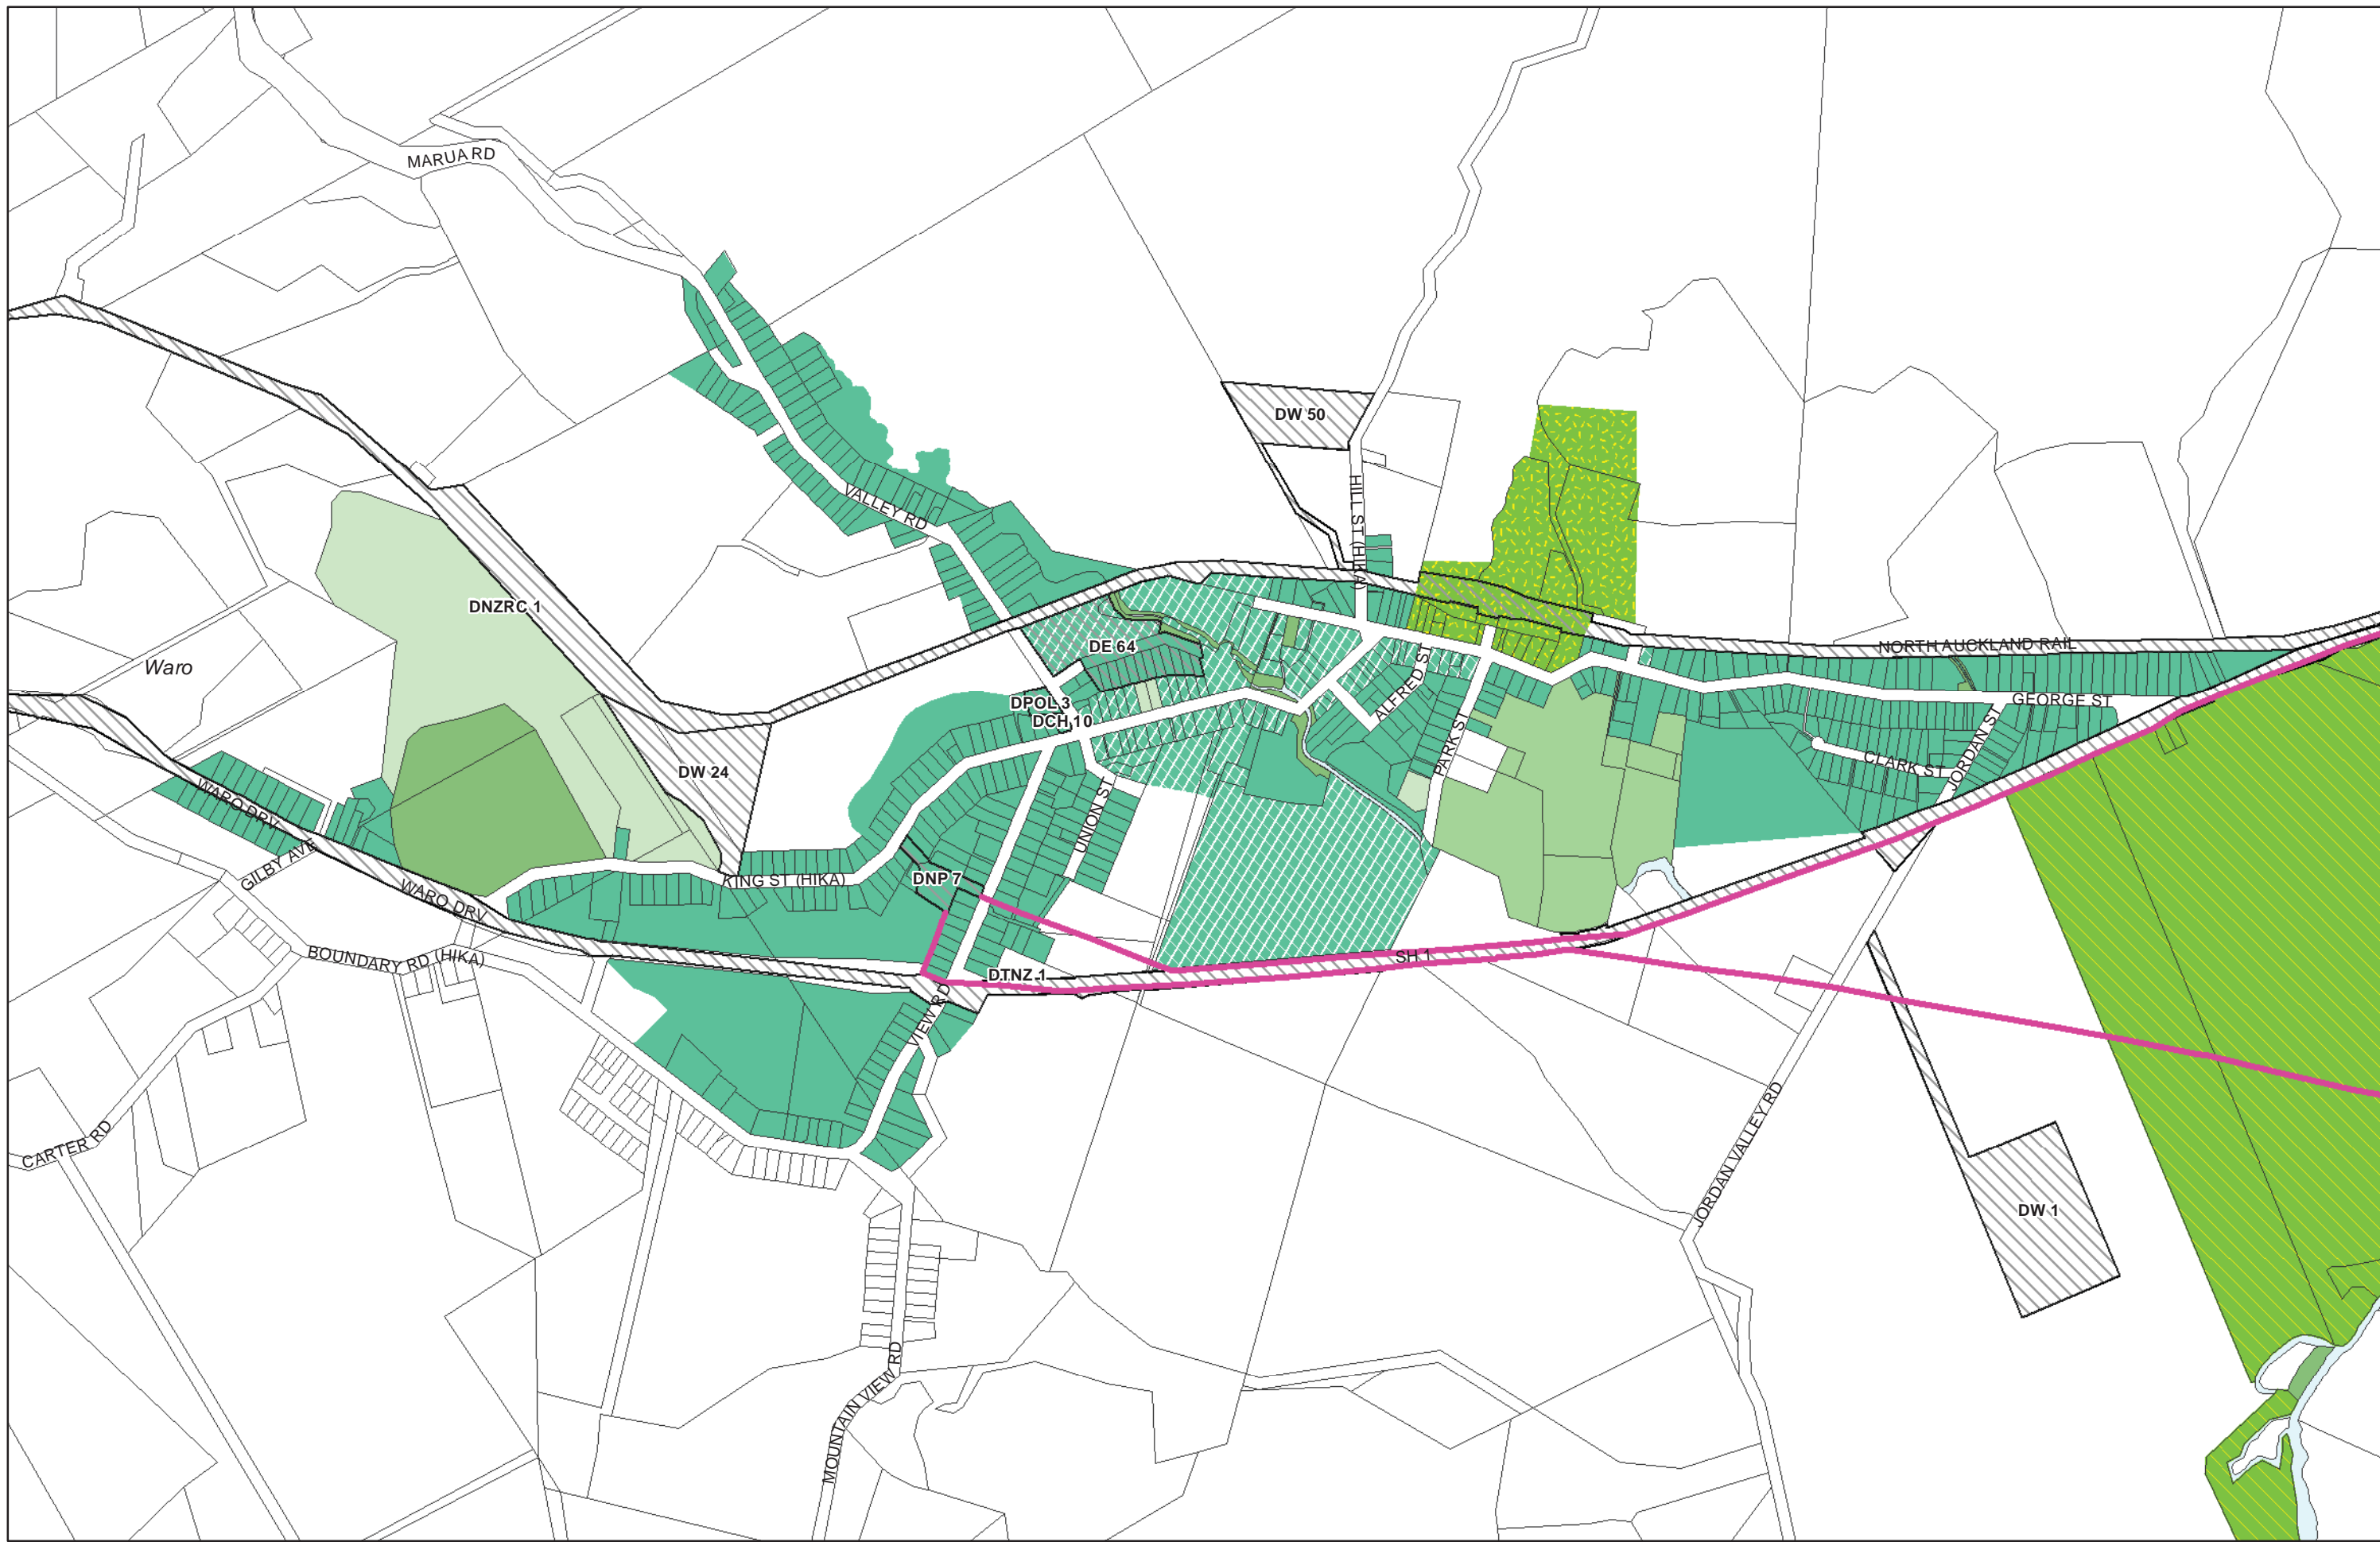 MARUA RD
DW 50
VALLEY RD
HILL ST (HIKA)
DNZRC 1
DE 64
NORTH AUCKLAND RAIL
Waro
ALFRED ST
DPOL 3
GEORGE ST
DCH 10
PARK ST
JORDAN ST
DW 24
CLARK ST
WARO DRV
UNION ST
GILBY AVE
KING ST (HIKA)
DNP 7
WARO DRV
BOUNDARY RD (HIKA)
SH 1
DTNZ 1
VIEW RD
CARTER RD
JORDAN VALLEY RD
DW 1
MOUNTAIN VIEW RD